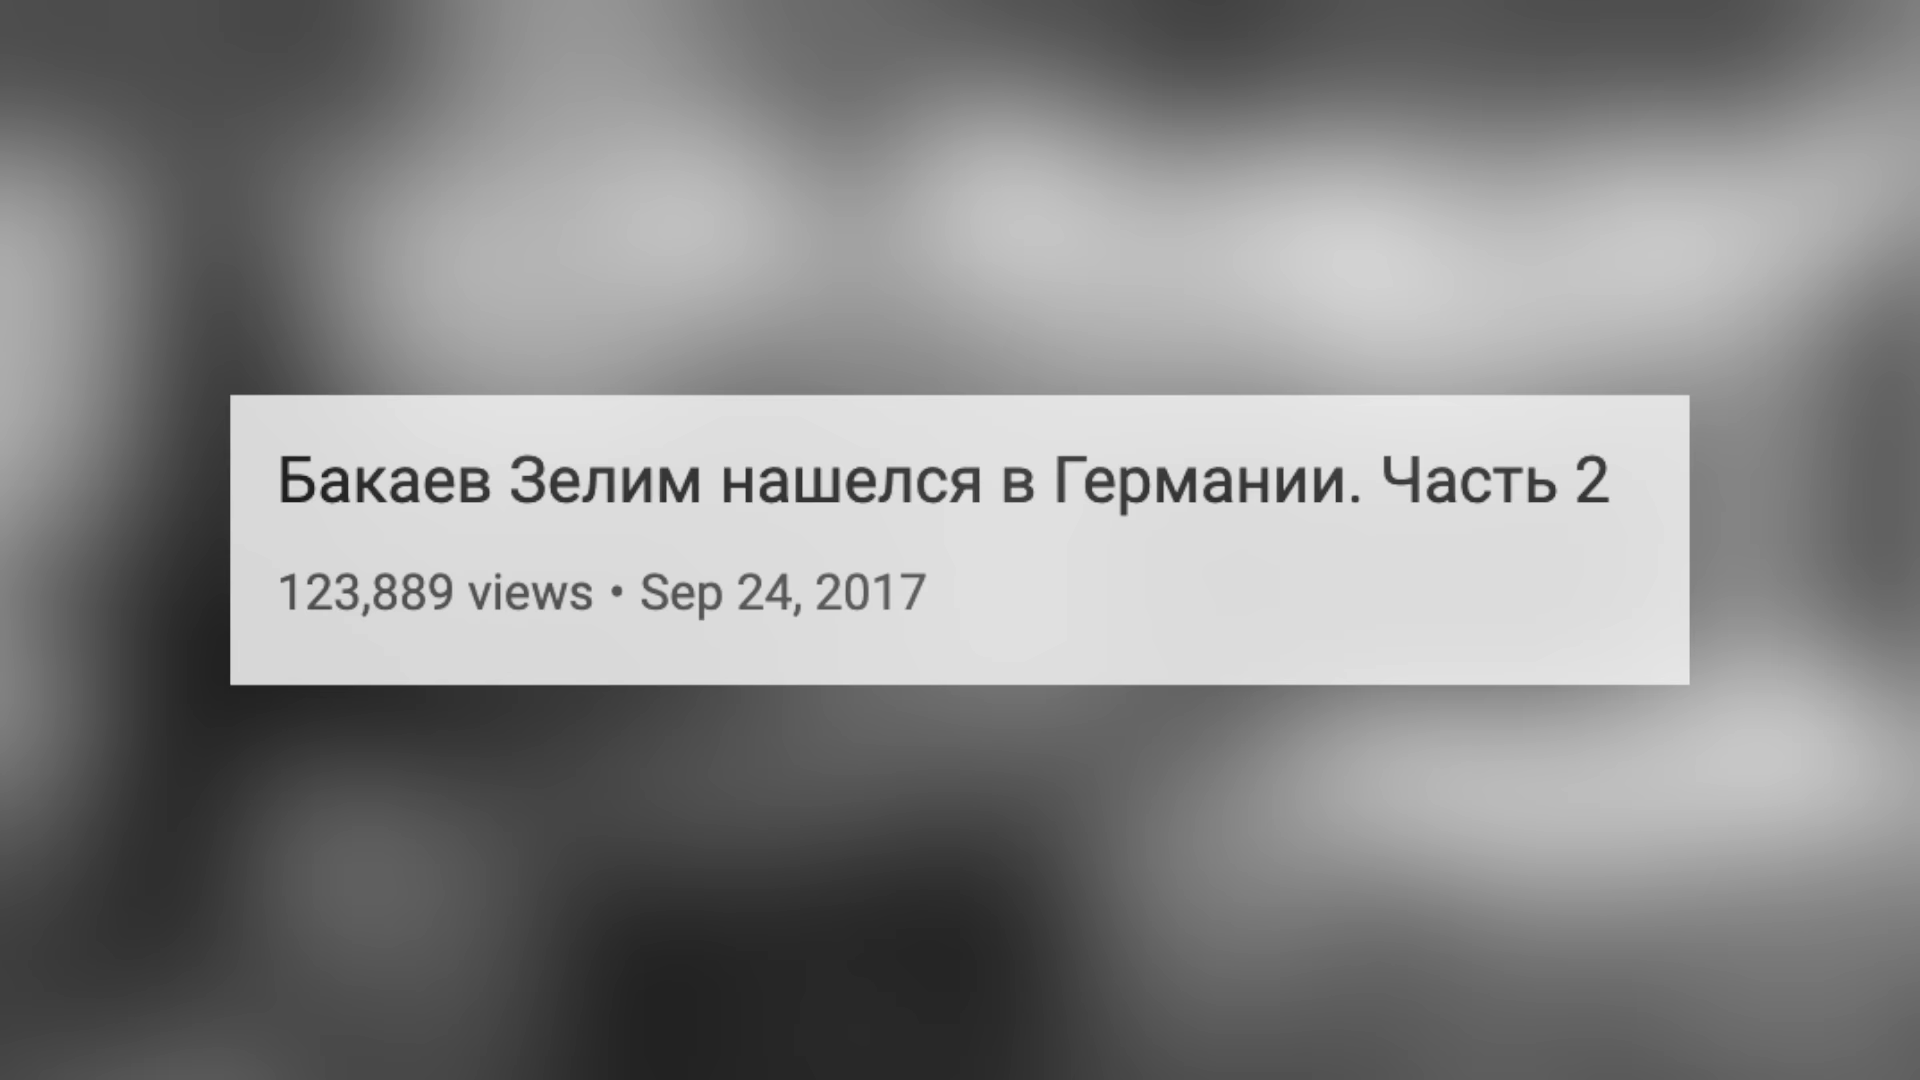 Бакаев Зелим нашелся в Германии. Часть 2
123,889 views • Sep 24, 2017